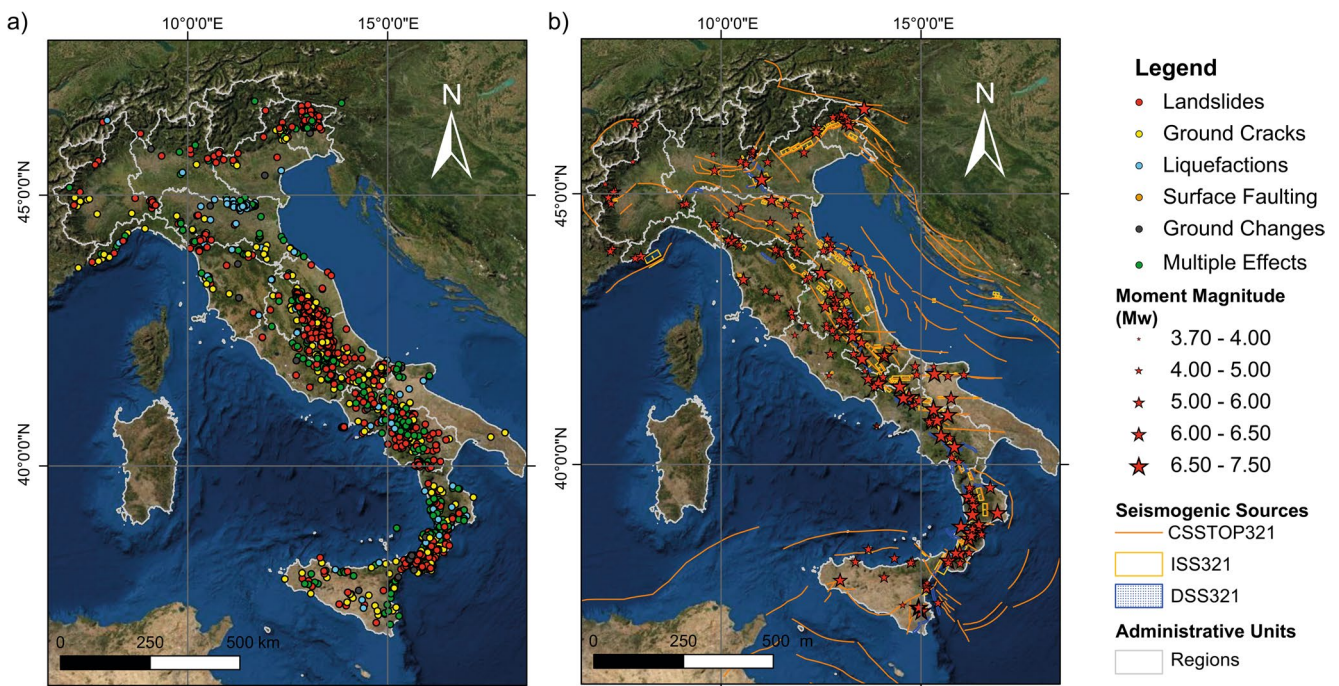 a)
10°0'0"E
15°0'0"E
45°0'0"N
40°0'0"N
N
0
250
500 km
b)
10°0'0"E
15°0'0"E
45°0'0"N
40°0'0"N
N
0
250
500 m
Legend
Landslides
Ground Cracks
Liquefactions
Surface Faulting
Ground Changes
Multiple Effects
Moment Magnitude
(Mw)
3.70 - 4.00
4.00 - 5.00
5.00 - 6.00
6.00 - 6.50
6.50 - 7.50
Seismogenic Sources
CSSTOP321
ISS321
DSS321
Administrative Units
Regions